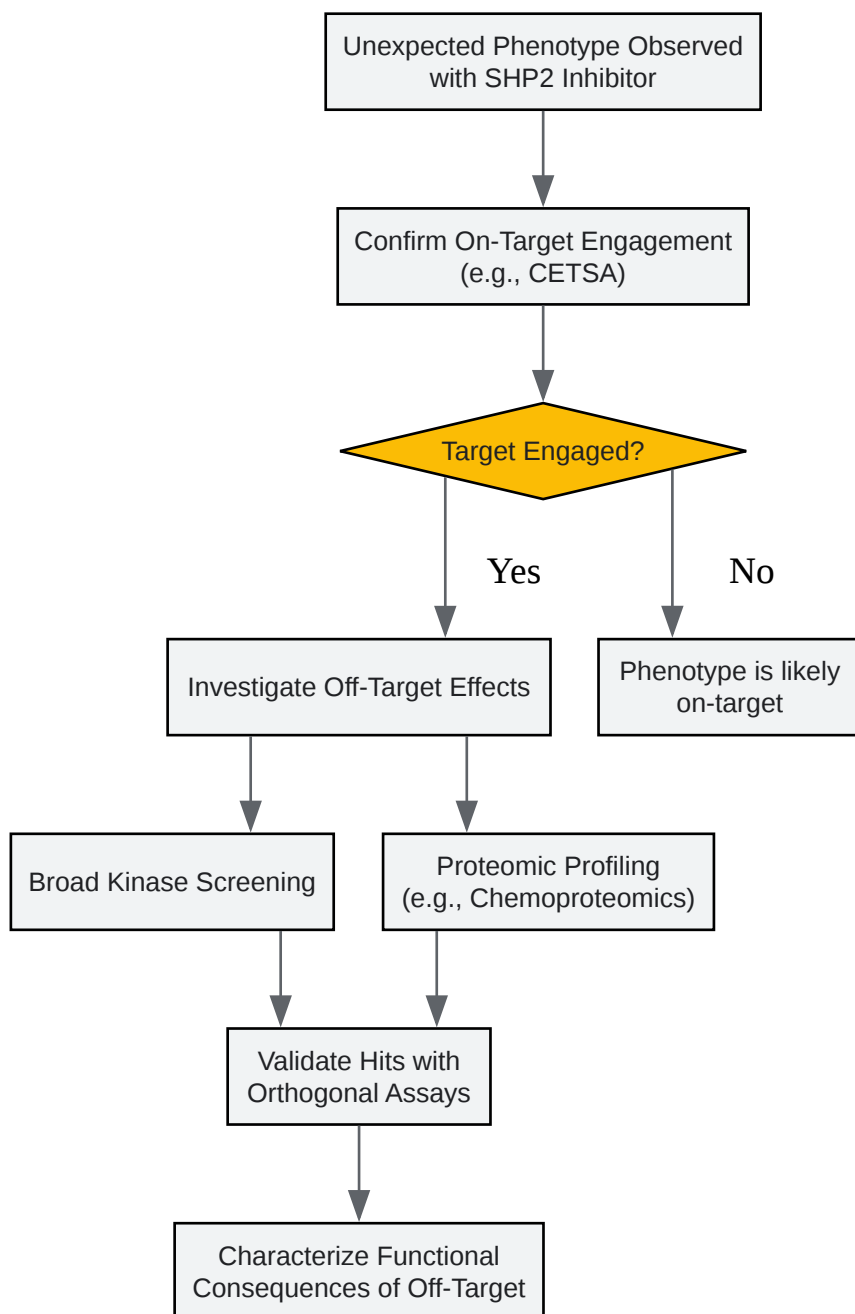 Unexpected Phenotype Observed
with SHP2 Inhibitor
Confirm On-Target Engagement
(e.g., CETSA)
Target Engaged?
Yes
No
Investigate Off-Target Effects
Phenotype is likely
on-target
Broad Kinase Screening
Proteomic Profiling
(e.g., Chemoproteomics)
Validate Hits with
Orthogonal Assays
Characterize Functional
Consequences of Off-Target